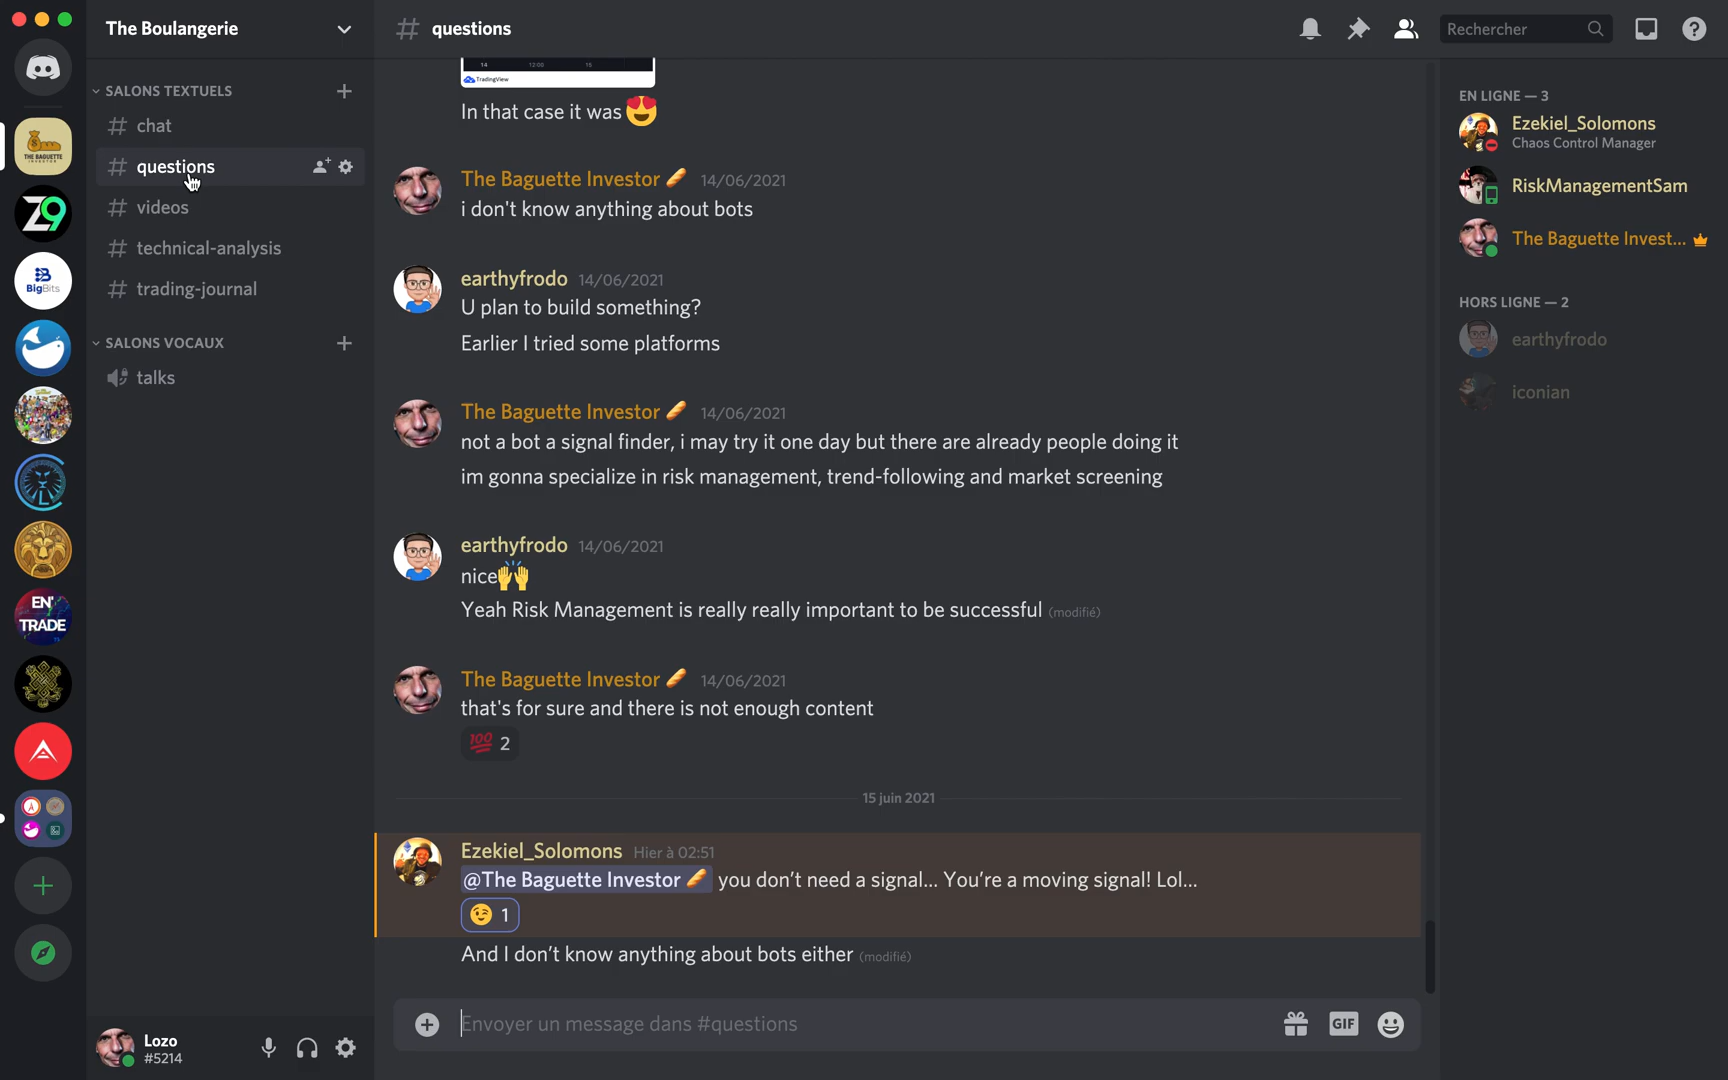 The Boulangerie
SALONS TEXTUELS
chat
questions
videos
technical-analysis
trading-journal
SALONS VOCAUX
talks
THE BAGUETTE
INVESTOR
Z9
BigBits
L
EN'
TRADE
Lozo
#5214
# questions
Rechercher
14 12:00 15
TradingView
In that case it was 😍
The Baguette Investor 🥖 14/06/2021
i don't know anything about bots
earthyfrodo 14/06/2021
U plan to build something?
Earlier I tried some platforms
The Baguette Investor 🥖 14/06/2021
not a bot a signal finder, i may try it one day but there are already people doing it
im gonna specialize in risk management, trend-following and market screening
earthyfrodo 14/06/2021
nice🙌
Yeah Risk Management is really really important to be successful (modifié)
The Baguette Investor 🥖 14/06/2021
that's for sure and there is not enough content
💯 2
15 juin 2021
Ezekiel_Solomons Hier à 02:51
@The Baguette Investor 🥖 you don't need a signal... You're a moving signal! Lol...
😉 1
And I don't know anything about bots either (modifié)
Envoyer un message dans #questions
GIF
EN LIGNE — 3
Ezekiel_Solomons
Chaos Control Manager
RiskManagementSam
The Baguette Invest...
HORS LIGNE — 2
earthyfrodo
iconian